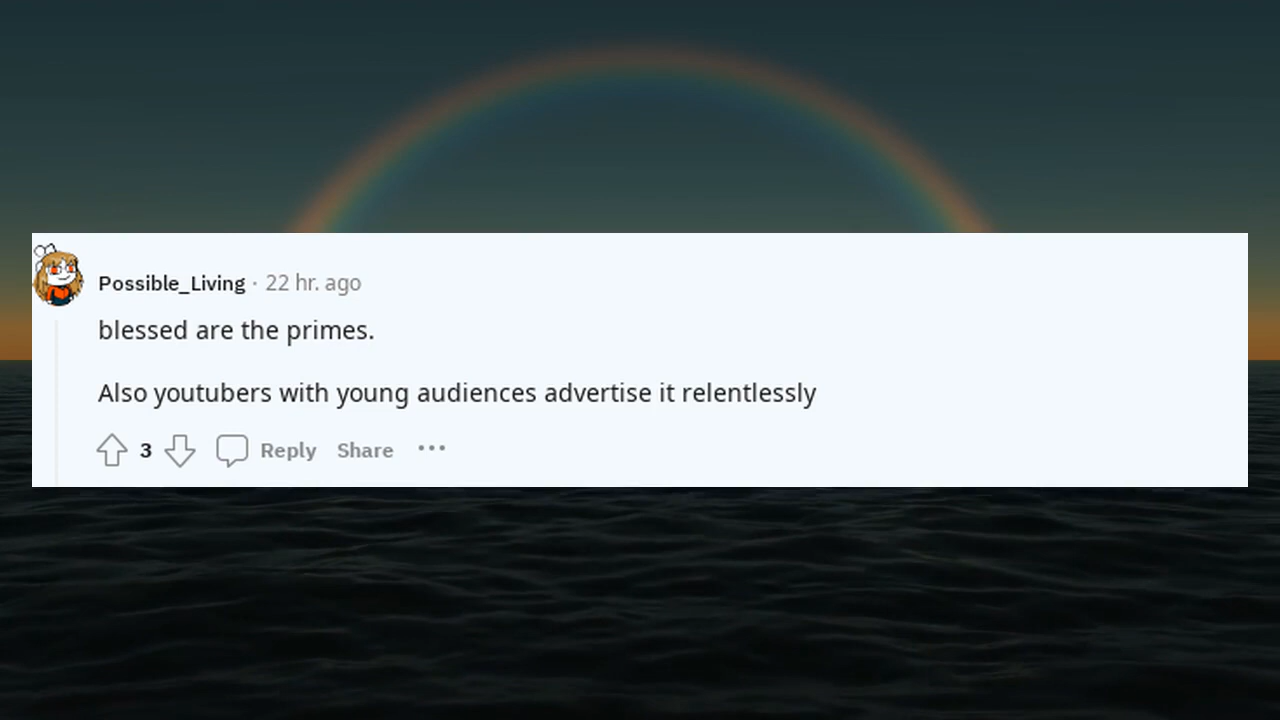 Possible_Living · 22 hr. ago
blessed are the primes.
Also youtubers with young audiences advertise it relentlessly
3 Reply Share ···